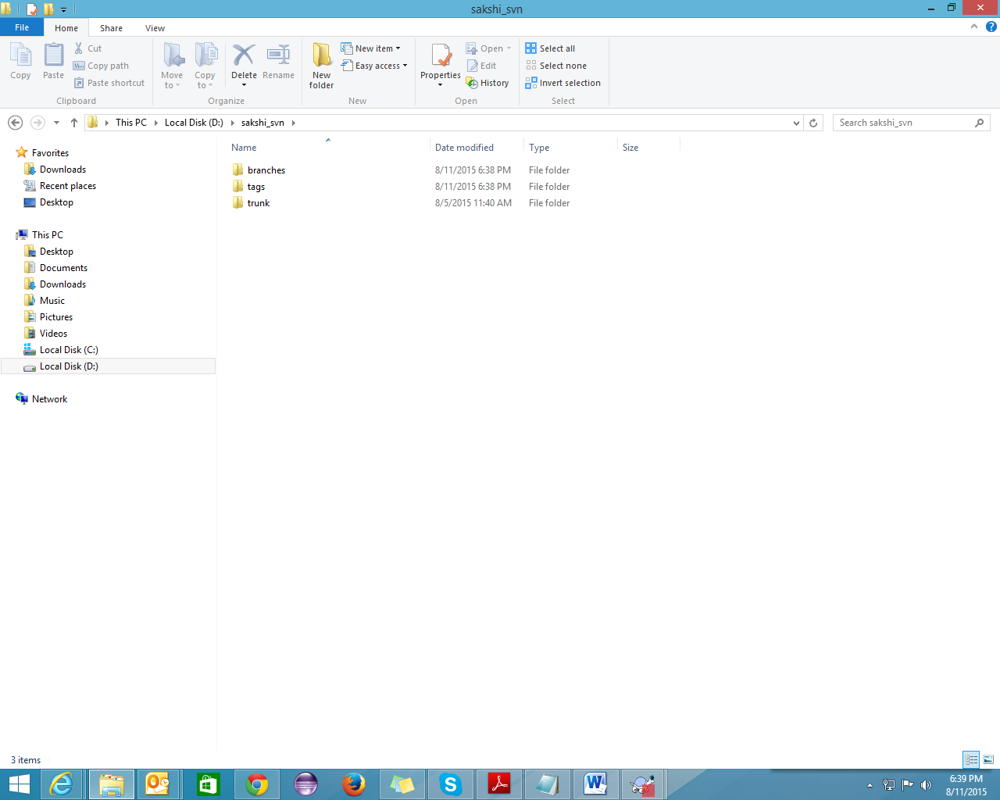 sakshi_svn
File Home Share View
Copy Paste Cut Copy path Paste shortcut Move to Copy to Delete Rename New folder New item Easy access Properties Open Edit History Select all Select none Invert selection
Clipboard Organize New Open Select
This PC Local Disk (D:) sakshi_svn Search sakshi_svn
Name Date modified Type Size
branches 8/11/2015 6:38 PM File folder
tags 8/11/2015 6:38 PM File folder
trunk 8/5/2015 11:40 AM File folder
Favorites
Downloads
Recent places
Desktop
This PC
Desktop
Documents
Downloads
Music
Pictures
Videos
Local Disk (C:)
Local Disk (D:)
Network
3 items
6:39 PM
8/11/2015